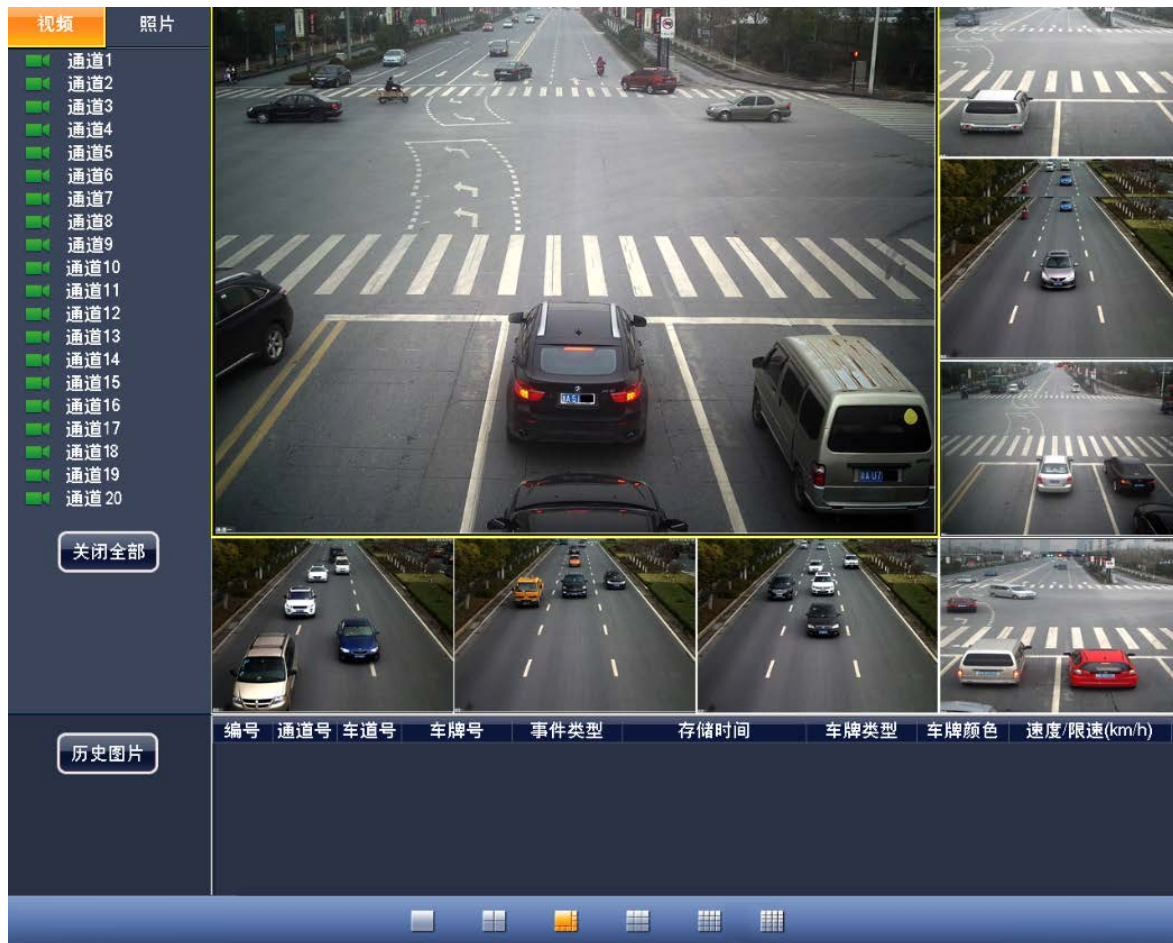 视频 照片
通道1
通道2
通道3
通道4
通道5
通道6
通道7
通道8
通道9
通道10
通道11
通道12
通道13
通道14
通道15
通道16
通道17
通道18
通道19
通道20
关闭全部
历史图片
编号 通道号 车道号 车牌号 事件类型 存储时间 车牌类型 车牌颜色 速度/限速(km/h)